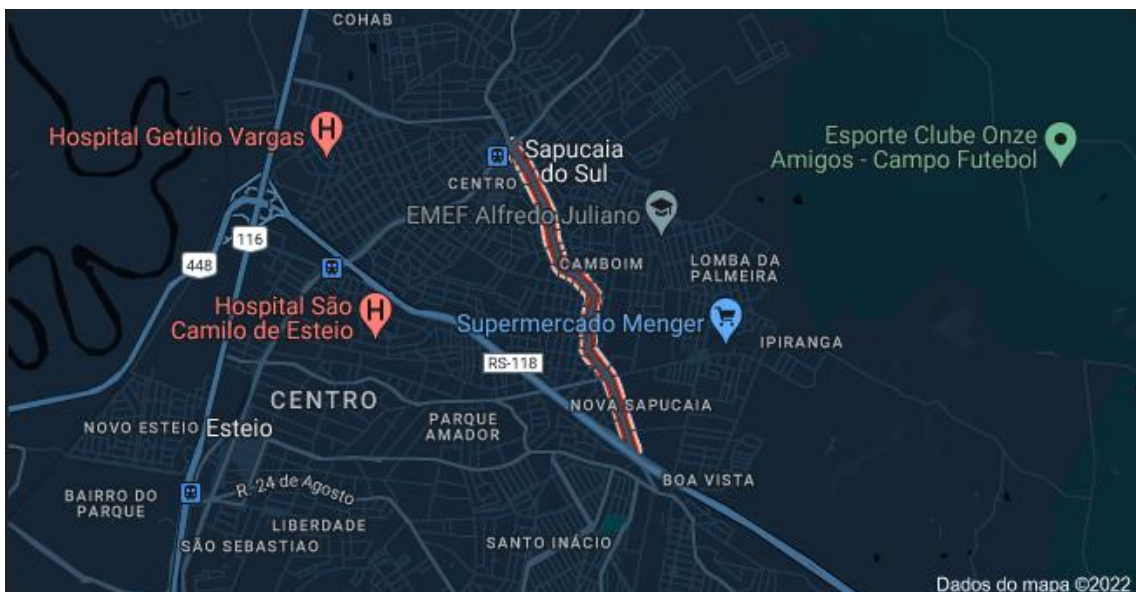 COHAB
Hospital Getúlio Vargas
H
Sapucaia
do Sul
CENTRO
Esporte Clube Onze
Amigos - Campo Futebol
EMEF Alfredo Juliano
116
448
CAMBOIM
LOMBA DA
PALMEIRA
Hospital São
Camilo de Esteio
H
Supermercado Menger
IPIRANGA
RS-118
CENTRO
NOVA SAPUCAIA
PARQUE
AMADOR
NOVO ESTEIO
Esteio
BOA VISTA
BAIRRO DO
PARQUE
R. 24 de Agosto
LIBERDADE
SÃO SEBASTIAO
SANTO INÁCIO
Dados do mapa ©2022